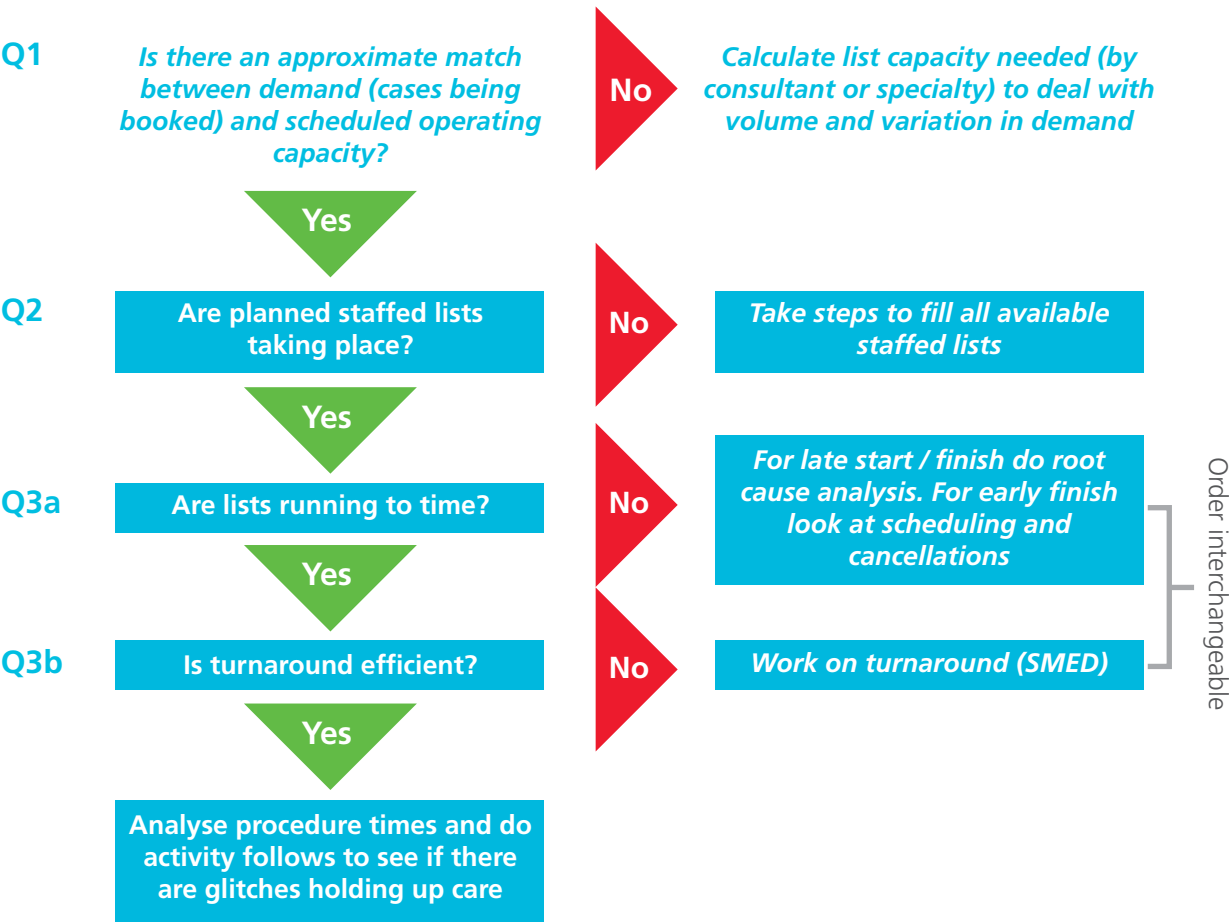 Q1
Is there an approximate match
between demand (cases being
booked) and scheduled operating
capacity?
No
Calculate list capacity needed (by
consultant or specialty) to deal with
volume and variation in demand
Yes
Q2
Are planned staffed lists
taking place?
No
Take steps to fill all available
staffed lists
Yes
Q3a
Are lists running to time?
No
For late start / finish do root
cause analysis. For early finish
look at scheduling and
cancellations
Order interchangeable
Yes
Q3b
Is turnaround efficient?
No
Work on turnaround (SMED)
Yes
Analyse procedure times and do
activity follows to see if there
are glitches holding up care